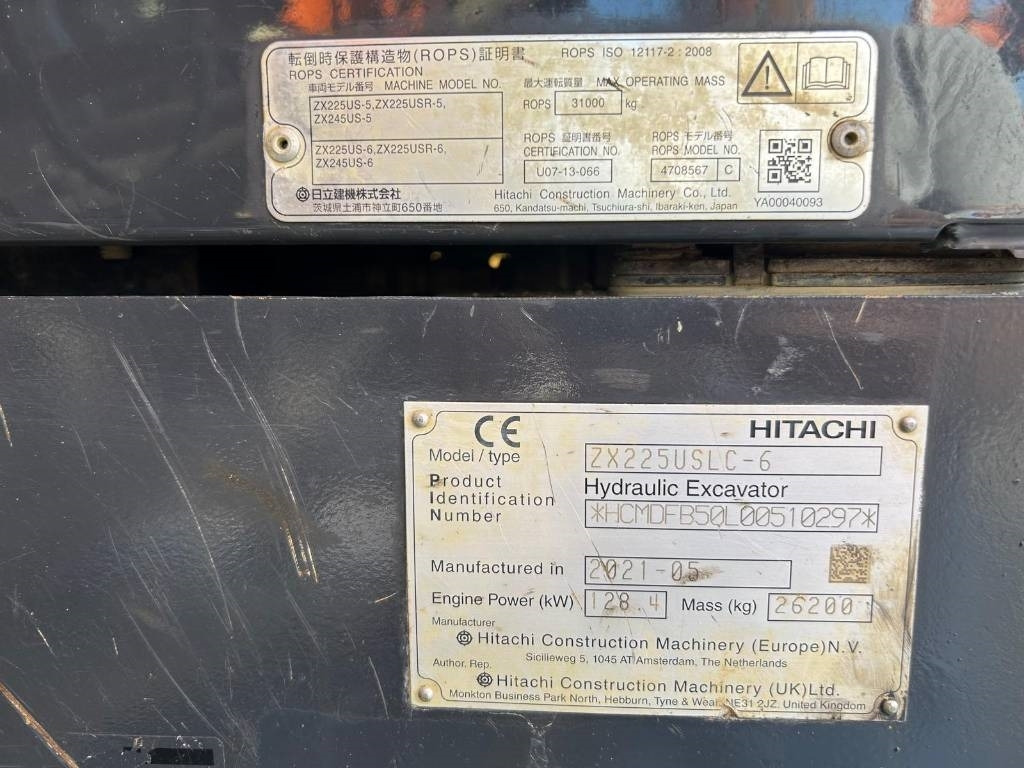 転倒時保護構造物(ROPS)証明書 ROPS ISO 12117-2 : 2008
ROPS CERTIFICATION
車両モデル番号 MACHINE MODEL NO. 最大運転質量 MAX. OPERATING MASS
ZX225US-5,ZX225USR-5,
ZX245US-5
ROPS 31000 kg
ZX225US-6,ZX225USR-6,
ZX245US-6
ROPS 証明書番号 ROPS モデル番号
CERTIFICATION NO. ROPS MODEL NO.
U07-13-066 4708567 C
日立建機株式会社 Hitachi Construction Machinery Co., Ltd.
茨城県土浦市神立町650番地 650, Kandatsu-machi, Tsuchiura-shi, Ibaraki-ken, Japan YA00040093
CE HITACHI
Model / type ZX225USLC-6
Product Hydraulic Excavator
Identification
Number *HCMDFB50L00510297*
Manufactured in 2021-05
Engine Power (kW) 128.4 Mass (kg) 26200
Manufacturer
Hitachi Construction Machinery (Europe)N.V.
Sicilieweg 5, 1045 AT Amsterdam, The Netherlands
Author. Rep.
Hitachi Construction Machinery (UK)Ltd.
Monkton Business Park North, Hebburn, Tyne & Wear, NE31 2JZ. United Kingdom